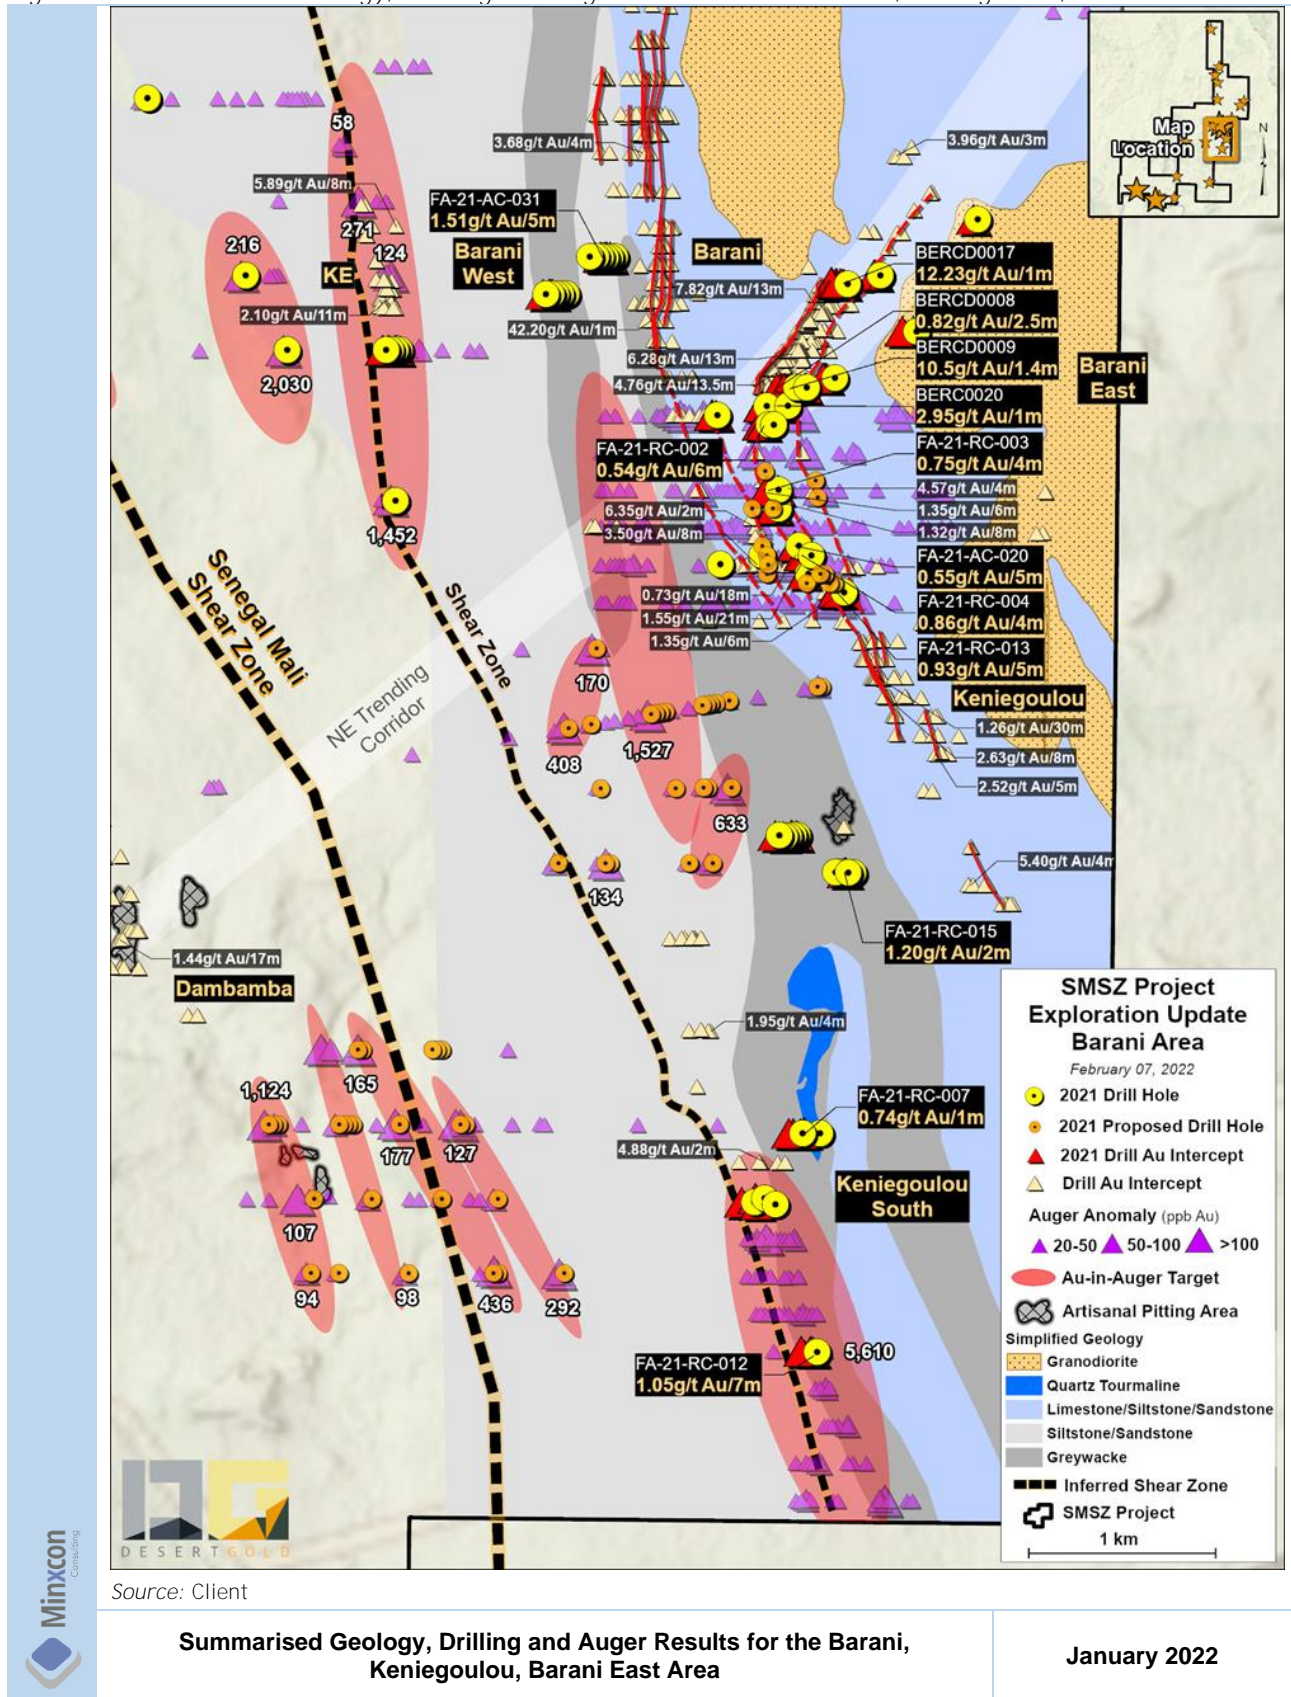 58
5.89g/t Au/8m
3.68g/t Au/4m
3.96g/t Au/3m
Map
Location
N
FA-21-AC-031
1.51g/t Au/5m
271
124
216
KE
Barani
West
Barani
BERCD0017
12.23g/t Au/1m
7.82g/t Au/13m
BERCD0008
0.82g/t Au/2.5m
2.10g/t Au/11m
42.20g/t Au/1m
6.28g/t Au/13m
BERCD0009
10.5g/t Au/1.4m
Barani
East
2,030
4.76g/t Au/13.5m
BERC0020
2.95g/t Au/1m
FA-21-RC-002
0.54g/t Au/6m
FA-21-RC-003
0.75g/t Au/4m
4.57g/t Au/4m
6.35g/t Au/2m
1.35g/t Au/6m
3.50g/t Au/8m
1.32g/t Au/8m
1,452
FA-21-AC-020
0.55g/t Au/5m
Senegal Mali
Shear Zone
Shear Zone
0.73g/t Au/18m
FA-21-RC-004
0.86g/t Au/4m
1.55g/t Au/21m
1.35g/t Au/6m
FA-21-RC-013
0.93g/t Au/5m
170
NE Trending
Corridor
Keniegoulou
1.26g/t Au/30m
408
1,527
2.63g/t Au/8m
2.52g/t Au/5m
633
5.40g/t Au/4m
134
FA-21-RC-015
1.20g/t Au/2m
1.44g/t Au/17m
Dambamba
1.95g/t Au/4m
165
1,124
FA-21-RC-007
0.74g/t Au/1m
177
127
4.88g/t Au/2m
Keniegoulou
South
107
94
98
436
292
FA-21-RC-012
1.05g/t Au/7m
5,610
SMSZ Project
Exploration Update
Barani Area
February 07, 2022
2021 Drill Hole
2021 Proposed Drill Hole
2021 Drill Au Intercept
Drill Au Intercept
Auger Anomaly (ppb Au)
20-50 50-100 >100
Au-in-Auger Target
Artisanal Pitting Area
Simplified Geology
Granodiorite
Quartz Tourmaline
Limestone/Siltstone/Sandstone
Siltstone/Sandstone
Greywacke
Inferred Shear Zone
SMSZ Project
1 km
DESERTGOLD
Minxcon
Consulting
Source: Client
Summarised Geology, Drilling and Auger Results for the Barani,
Keniegoulou, Barani East Area
January 2022